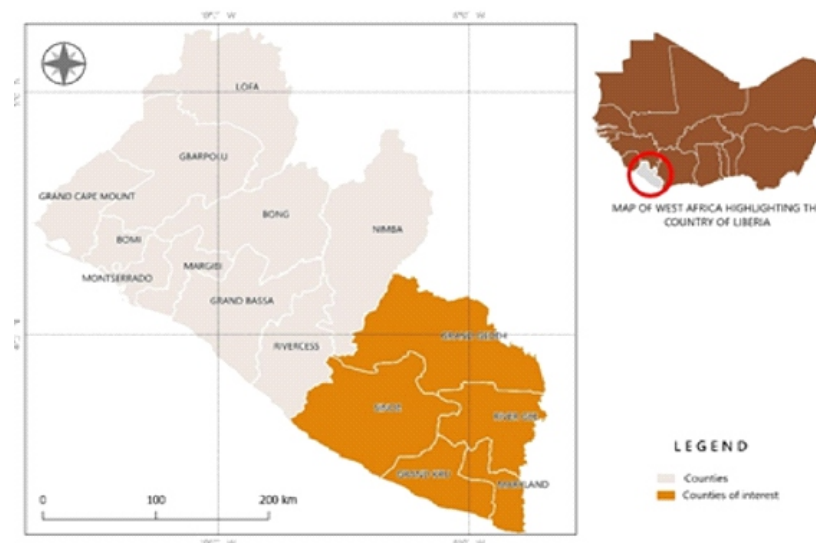 LOFA
GBARPOLU
GRAND CAPE MOUNT
BONG
NIMBA
BOMI
MARGIBI
MONTSERRADO
GRAND BASSA
RIVERCESS
GRAND GEDEH
SINOE
RIVER GEE
GRAND KRU
MARYLAND
0 100 200 km
MAP OF WEST AFRICA HIGHLIGHTING TH
COUNTRY OF LIBERIA
LEGEND
Counties
Counties of interest